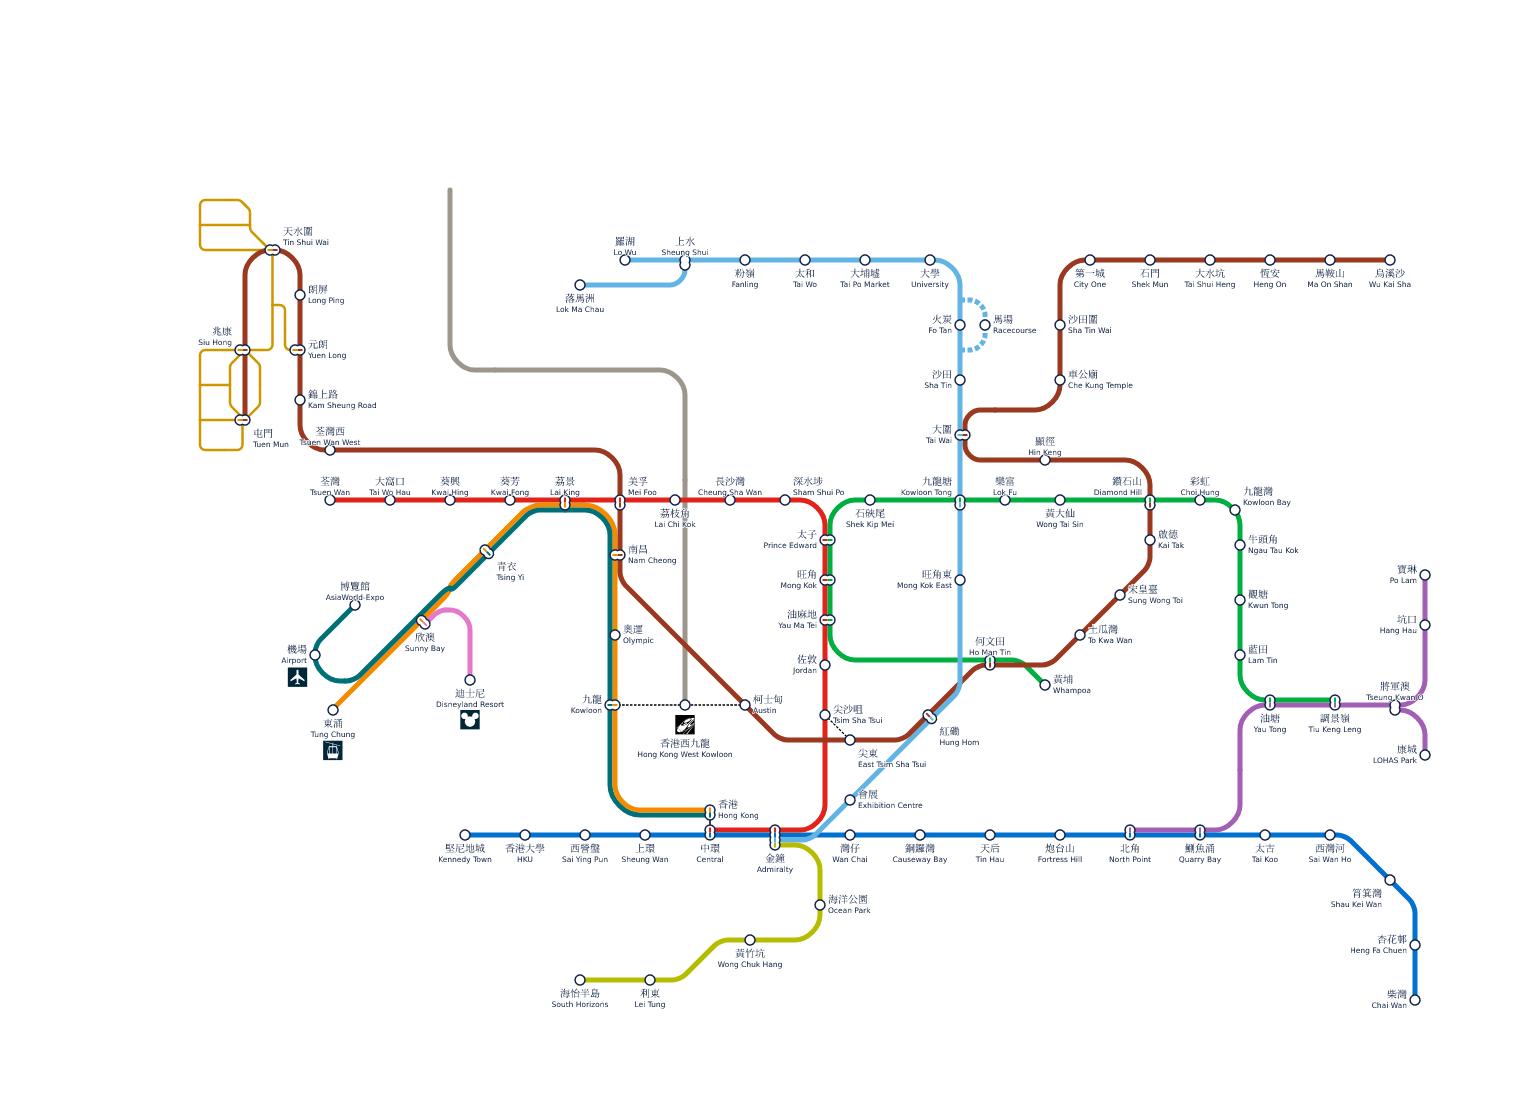 天水圍
Tin Shui Wai
朗屏
Long Ping
兆康
Siu Hong
元朗
Yuen Long
錦上路
Kam Sheung Road
屯門
Tuen Mun
荃灣西
Tsuen Wan West
羅湖
Lo Wu
上水
Sheung Shui
落馬洲
Lok Ma Chau
粉嶺
Fanling
太和
Tai Wo
大埔墟
Tai Po Market
大學
University
火炭
Fo Tan
馬場
Racecourse
沙田
Sha Tin
大圍
Tai Wai
第一城
City One
石門
Shek Mun
大水坑
Tai Shui Heng
恆安
Heng On
馬鞍山
Ma On Shan
烏溪沙
Wu Kai Sha
沙田圍
Sha Tin Wai
車公廟
Che Kung Temple
顯徑
Hin Keng
荃灣
Tsuen Wan
大窩口
Tai Wo Hau
葵興
Kwai Hing
葵芳
Kwai Fong
荔景
Lai King
美孚
Mei Foo
荔枝角
Lai Chi Kok
長沙灣
Cheung Sha Wan
深水埗
Sham Shui Po
石硤尾
Shek Kip Mei
九龍塘
Kowloon Tong
樂富
Lok Fu
黃大仙
Wong Tai Sin
鑽石山
Diamond Hill
彩虹
Choi Hung
九龍灣
Kowloon Bay
牛頭角
Ngau Tau Kok
觀塘
Kwun Tong
藍田
Lam Tin
啟德
Kai Tak
宋皇臺
Sung Wong Toi
土瓜灣
To Kwa Wan
何文田
Ho Man Tin
黃埔
Whampoa
太子
Prince Edward
旺角
Mong Kok
油麻地
Yau Ma Tei
佐敦
Jordan
尖沙咀
Tsim Sha Tsui
尖東
East Tsim Sha Tsui
旺角東
Mong Kok East
紅磡
Hung Hom
會展
Exhibition Centre
青衣
Tsing Yi
南昌
Nam Cheong
奧運
Olympic
九龍
Kowloon
香港西九龍
Hong Kong West Kowloon
柯士甸
Austin
博覽館
AsiaWorld-Expo
機場
Airport
欣澳
Sunny Bay
迪士尼
Disneyland Resort
東涌
Tung Chung
寶琳
Po Lam
坑口
Hang Hau
將軍澳
Tseung Kwan O
康城
LOHAS Park
油塘
Yau Tong
調景嶺
Tiu Keng Leng
香港
Hong Kong
堅尼地城
Kennedy Town
香港大學
HKU
西營盤
Sai Ying Pun
上環
Sheung Wan
中環
Central
金鐘
Admiralty
灣仔
Wan Chai
銅鑼灣
Causeway Bay
天后
Tin Hau
炮台山
Fortress Hill
北角
North Point
鰂魚涌
Quarry Bay
太古
Tai Koo
西灣河
Sai Wan Ho
筲箕灣
Shau Kei Wan
杏花邨
Heng Fa Chuen
柴灣
Chai Wan
海洋公園
Ocean Park
黃竹坑
Wong Chuk Hang
海怡半島
South Horizons
利東
Lei Tung